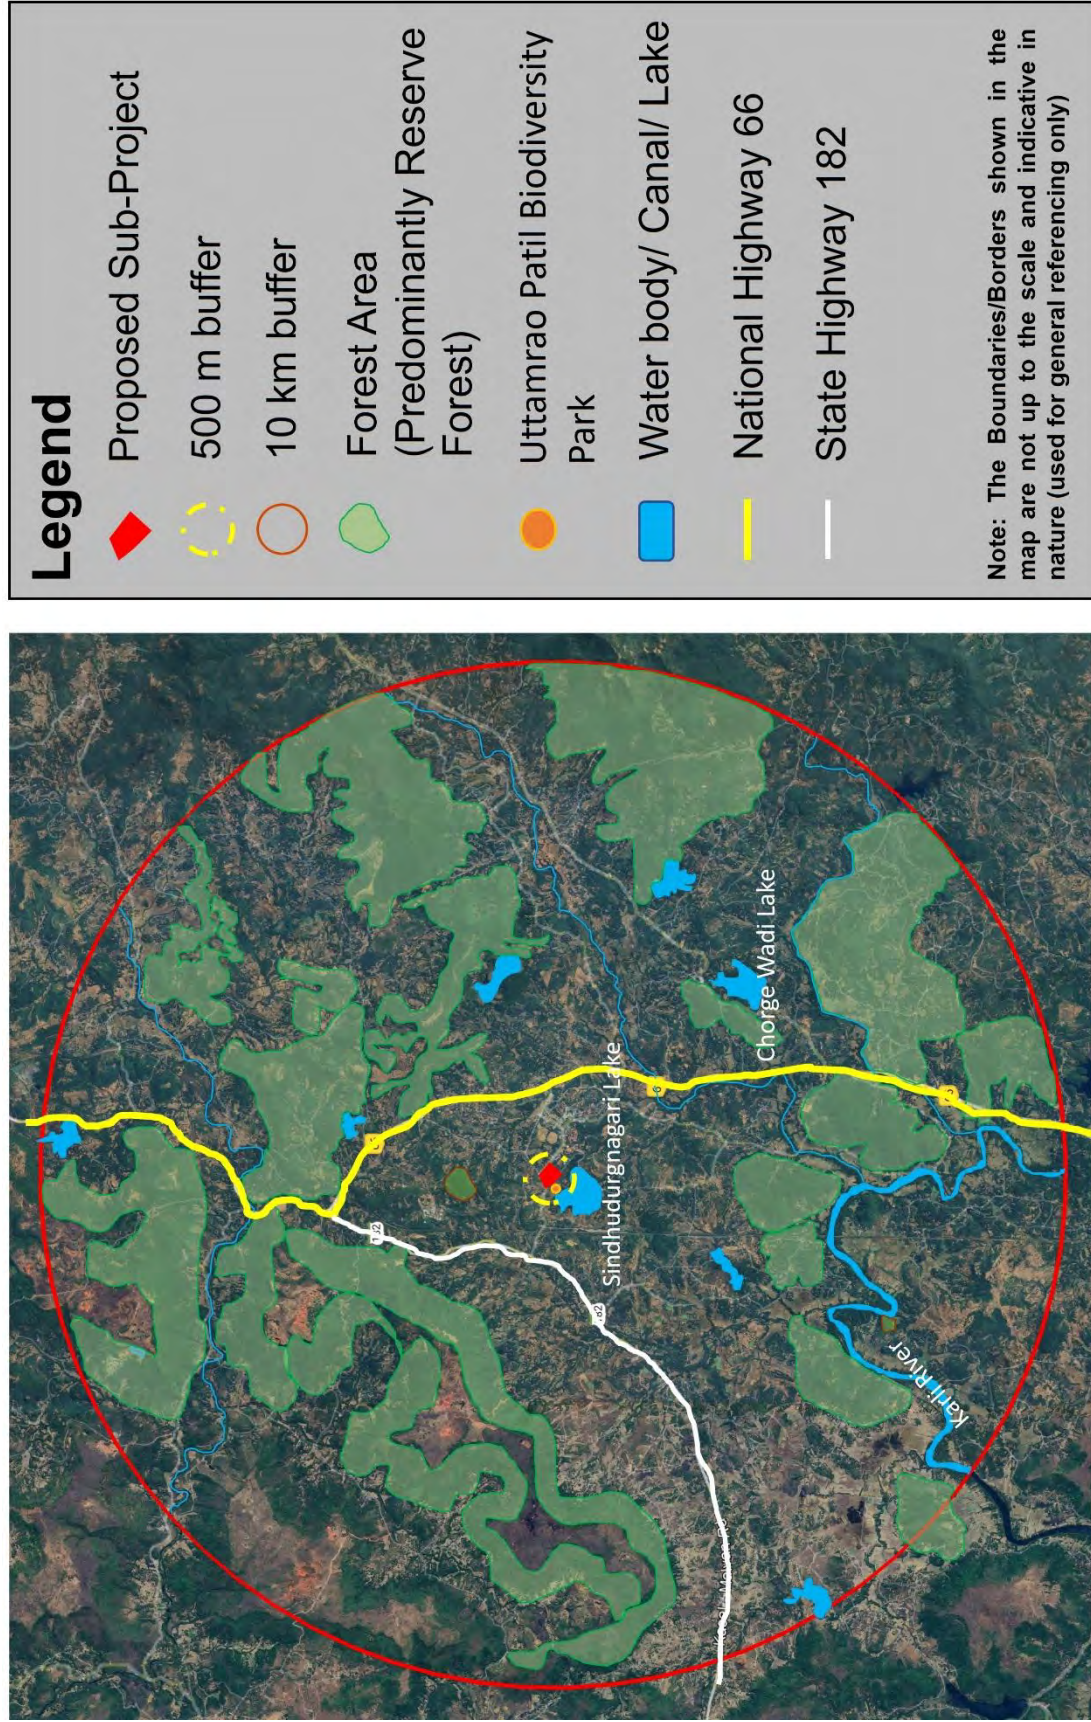 Legend
Proposed Sub-Project
500 m buffer
10 km buffer
Forest Area
(Predominantly Reserve
Forest)
Uttamrao Patil Biodiversity
Park
Water body/ Canal/ Lake
National Highway 66
State Highway 182
Note: The Boundaries/Borders shown in the
map are not up to the scale and indicative in
nature (used for general referencing only)
Sindhudurgnagari Lake
Chorge Wadi Lake
Karli River